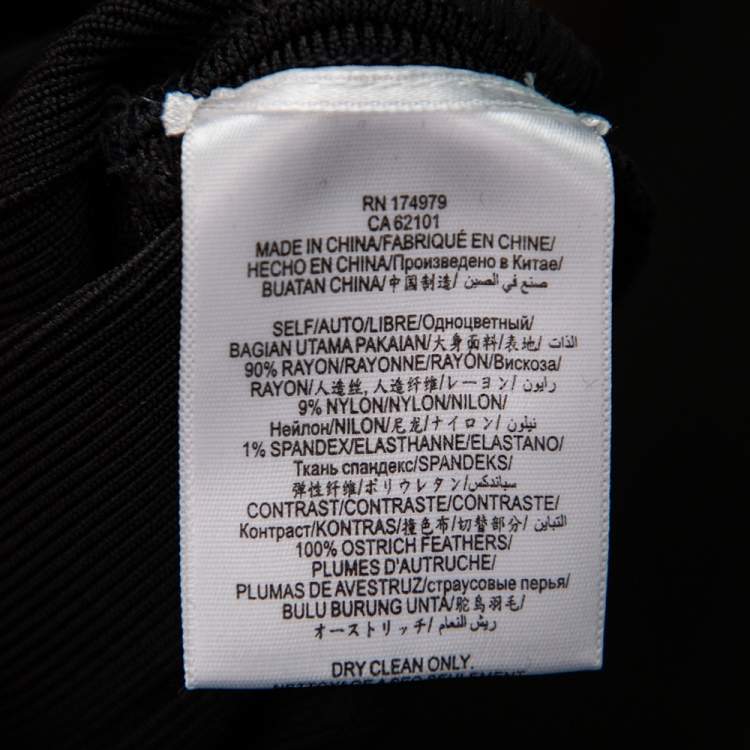 RN 174979
CA 62101
MADE IN CHINA/FABRIQUÉ EN CHINE/
HECHO EN CHINA/Произведено в Китае/
BUATAN CHINA/中国制造/ صنع في الصين
SELF/AUTO/LIBRE/Одноцветный/
BAGIAN UTAMA PAKAIAN/大身面料/表地/ الذات
90% RAYON/RAYONNE/RAYÓN/Вискоза/
RAYON/人造丝, 人造纤维/レーヨン/ رايون
9% NYLON/NYLON/NILON/
Нейлон/NILON/尼龙/ナイロン/ نيلون
1% SPANDEX/ELASTHANNE/ELASTANO/
Ткань спандекс/SPANDEKS/
弹性纤维/ポリウレタン/سباندكس
CONTRAST/CONTRASTE/CONTRASTE/
Контраст/KONTRAS/撞色布/切替部分/ التباين
100% OSTRICH FEATHERS/
PLUMES D'AUTRUCHE/
PLUMAS DE AVESTRUZ/страусовые перья/
BULU BURUNG UNTA/鸵鸟羽毛/
オーストリッチ/ ريش النعام
DRY CLEAN ONLY.
NETTOYAGE A SEC SEULEMENT